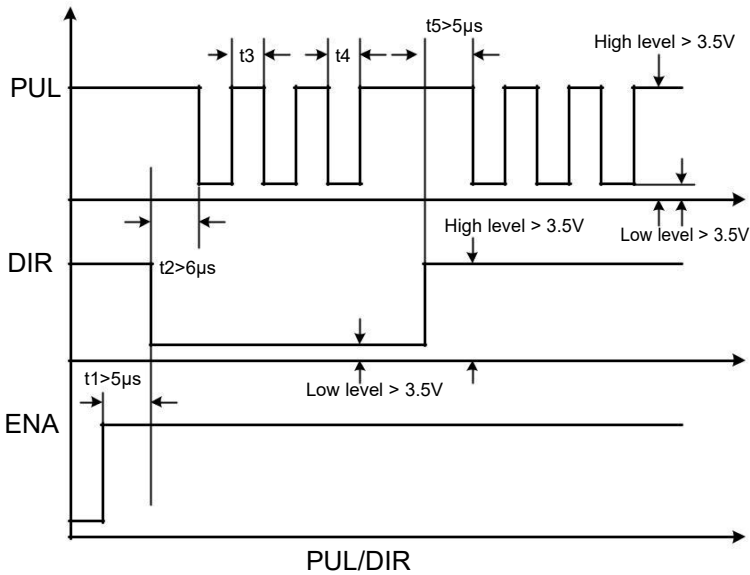 t3
t4
t5>5μs
High level > 3.5V
PUL
Low level > 3.5V
High level > 3.5V
DIR
t2>6μs
t1>5μs
Low level > 3.5V
ENA
PUL/DIR